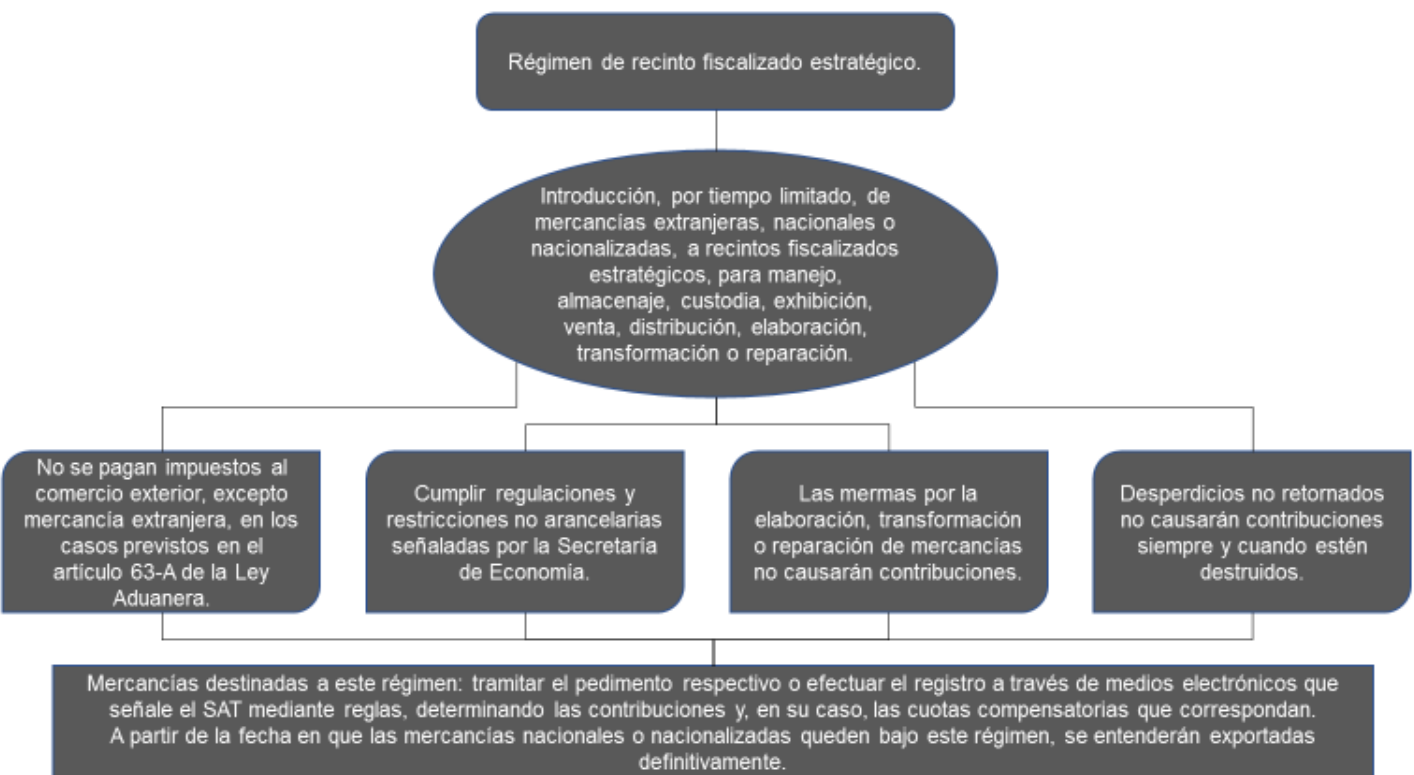 Régimen de recinto fiscalizado estratégico.
Introducción, por tiempo limitado, de
mercancías extranjeras, nacionales o
nacionalizadas, a recintos fiscalizados
estratégicos, para manejo,
almacenaje, custodia, exhibición,
venta, distribución, elaboración,
transformación o reparación.
No se pagan impuestos al
comercio exterior, excepto
mercancía extranjera, en los
casos previstos en el
artículo 63-A de la Ley
Aduanera.
Cumplir regulaciones y
restricciones no arancelarias
señaladas por la Secretaría
de Economía.
Las mermas por la
elaboración, transformación
o reparación de mercancías
no causarán contribuciones.
Desperdicios no retornados
no causarán contribuciones
siempre y cuando estén
destruidos.
Mercancías destinadas a este régimen: tramitar el pedimento respectivo o efectuar el registro a través de medios electrónicos que
señale el SAT mediante reglas, determinando las contribuciones y, en su caso, las cuotas compensatorias que correspondan.
A partir de la fecha en que las mercancías nacionales o nacionalizadas queden bajo este régimen, se entenderán exportadas
definitivamente.